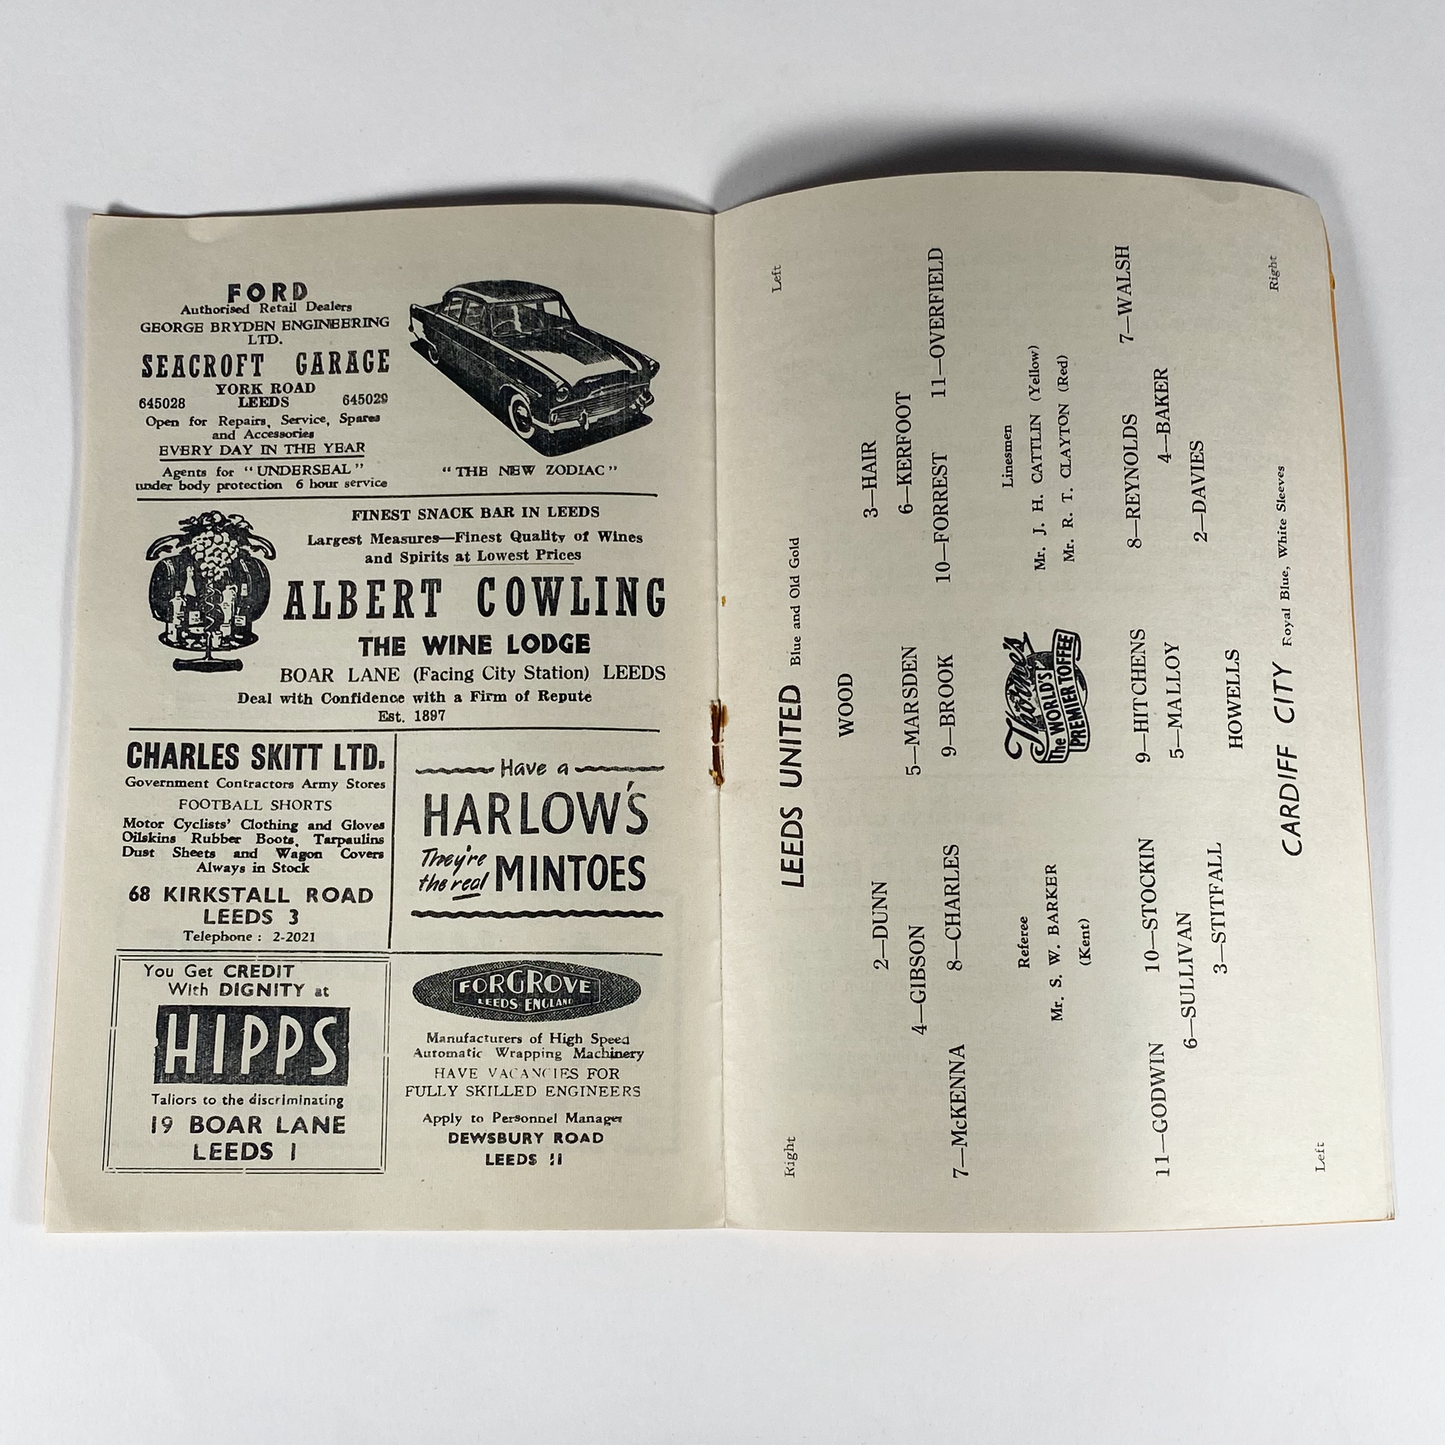 FORD
Authorised Retail Dealers
GEORGE BRYDEN ENGINEERING
LTD.
SEACROFT GARAGE
YORK ROAD
645028 LEEDS 645029
Open for Repairs, Service, Spares
and Accessories
EVERY DAY IN THE YEAR
Agents for "UNDERSEAL"
under body protection 6 hour service
"THE NEW ZODIAC"
FINEST SNACK BAR IN LEEDS
Largest Measures—Finest Quality of Wines
and Spirits at Lowest Prices
ALBERT COWLING
THE WINE LODGE
BOAR LANE (Facing City Station) LEEDS
Deal with Confidence with a Firm of Repute
Est. 1897
CHARLES SKITT LTD.
Government Contractors Army Stores
FOOTBALL SHORTS
Motor Cyclists' Clothing and Gloves
Oilskins Rubber Boots, Tarpaulins
Dust Sheets and Wagon Covers
Always in Stock
68 KIRKSTALL ROAD
LEEDS 3
Telephone : 2-2021
Have a
HARLOW'S
They're
the real MINTOES
You Get CREDIT
With DIGNITY at
HIPPS
Taliors to the discriminating
19 BOAR LANE
LEEDS 1
FORGROVE
LEEDS ENGLAND
Manufacturers of High Speed
Automatic Wrapping Machinery
HAVE VACANCIES FOR
FULLY SKILLED ENGINEERS
Apply to Personnel Manager
DEWSBURY ROAD
LEEDS 11
Right LEEDS UNITED Blue and Old Gold Left
WOOD
2—DUNN 3—HAIR
4—GIBSON 5—MARSDEN 6—KERFOOT
7—McKENNA 8—CHARLES 9—BROOK 10—FORREST 11—OVERFIELD
Referee
Mr. S. W. BARKER
(Kent)
Thorne's
The WORLD'S
PREMIER TOFFEE
Linesmen
Mr. J. H. CATTLIN (Yellow)
Mr. R. T. CLAYTON (Red)
11—GODWIN 10—STOCKIN 9—HITCHENS 8—REYNOLDS 7—WALSH
6—SULLIVAN 5—MALLOY 4—BAKER
3—STITFALL 2—DAVIES
HOWELLS
Left CARDIFF CITY Royal Blue, White Sleeves Right